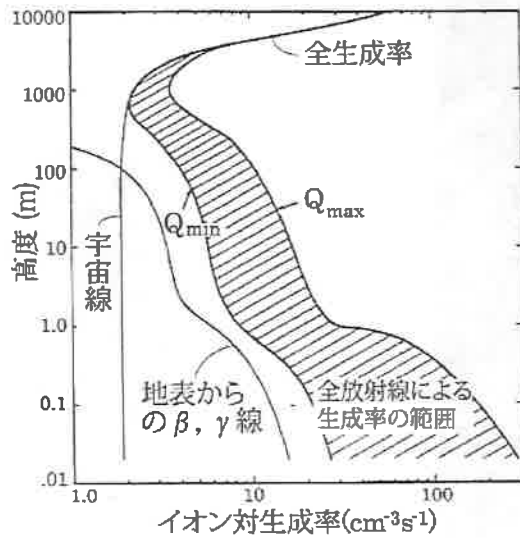 10000
全生成率
1000
100
高度 (m)
Qmin
Qmax
10
宇宙線
1.0
地表から
の β, γ 線
全放射線による
生成率の範囲
0.1
.01
1.0
10
100
イオン対生成率(cm⁻³s⁻¹)